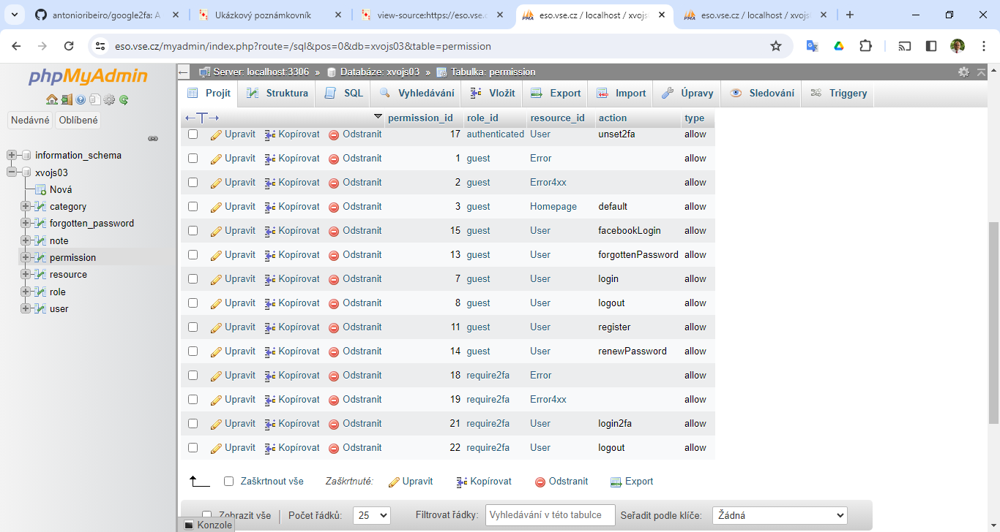 antonioribeiro/google2fa: A
Ukázkový poznámkovník
view-source:https://eso.vse.c
eso.vse.cz / localhost / xvojs
eso.vse.cz / localhost / xvojs
eso.vse.cz/myadmin/index.php?route=/sql&pos=0&db=xvojs03&table=permission
phpMyAdmin
Nedávné Oblíbené
information_schema
xvojs03
Nová
category
forgotten_password
note
permission
resource
role
user
Server: localhost:3306 » Databáze: xvojs03 » Tabulka: permission
Projít Struktura SQL Vyhledávání Vložit Export Import Úpravy Sledování Triggery
permission_id role_id resource_id action type
Upravit Kopírovat Odstranit 17 authenticated User unset2fa allow
Upravit Kopírovat Odstranit 1 guest Error allow
Upravit Kopírovat Odstranit 2 guest Error4xx allow
Upravit Kopírovat Odstranit 3 guest Homepage default allow
Upravit Kopírovat Odstranit 15 guest User facebookLogin allow
Upravit Kopírovat Odstranit 13 guest User forgottenPassword allow
Upravit Kopírovat Odstranit 7 guest User login allow
Upravit Kopírovat Odstranit 8 guest User logout allow
Upravit Kopírovat Odstranit 11 guest User register allow
Upravit Kopírovat Odstranit 14 guest User renewPassword allow
Upravit Kopírovat Odstranit 18 require2fa Error allow
Upravit Kopírovat Odstranit 19 require2fa Error4xx allow
Upravit Kopírovat Odstranit 21 require2fa User login2fa allow
Upravit Kopírovat Odstranit 22 require2fa User logout allow
Zaškrtnout vše Zaškrtnuté: Upravit Kopírovat Odstranit Export
Zobrazit vše Počet řádků: 25 Filtrovat řádky: Vyhledávání v této tabulce Seřadit podle klíče: Žádná
Konzole